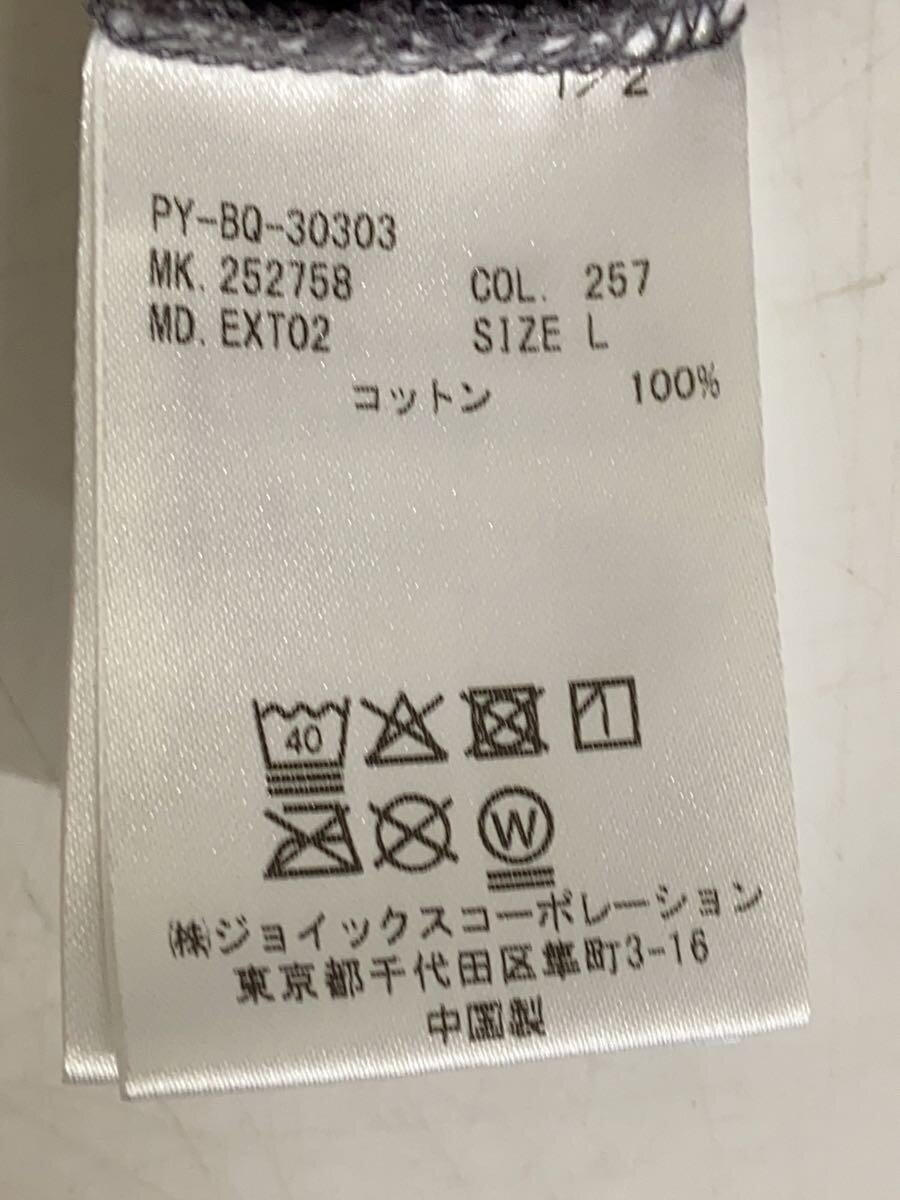 1/2
PY-BQ-30303
MK. 252758 COL. 257
MD. EXT02 SIZE L
コットン 100%
40
W
㈱ジョイックスコーポレーション
東京都千代田区隼町3-16
中国製